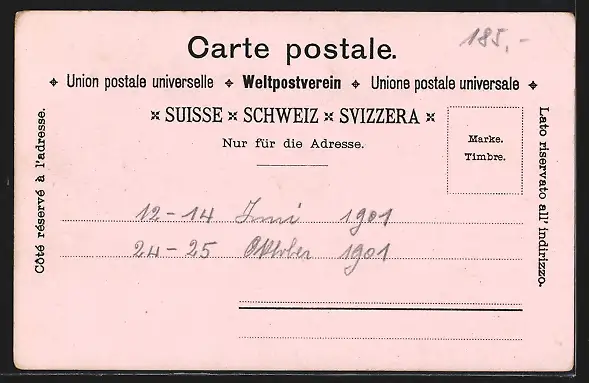 185,-
Carte postale.
✦ Union postale universelle ✦ Weltpostverein ✦ Unione postale universale ✦
× SUISSE × SCHWEIZ × SVIZZERA ×
Nur für die Adresse.
Marke.
Timbre.
Côté réservé à l'adresse.
Lato riservato all' indirizzo.
12-14 Juni 1901
24-25 Oktober 1901